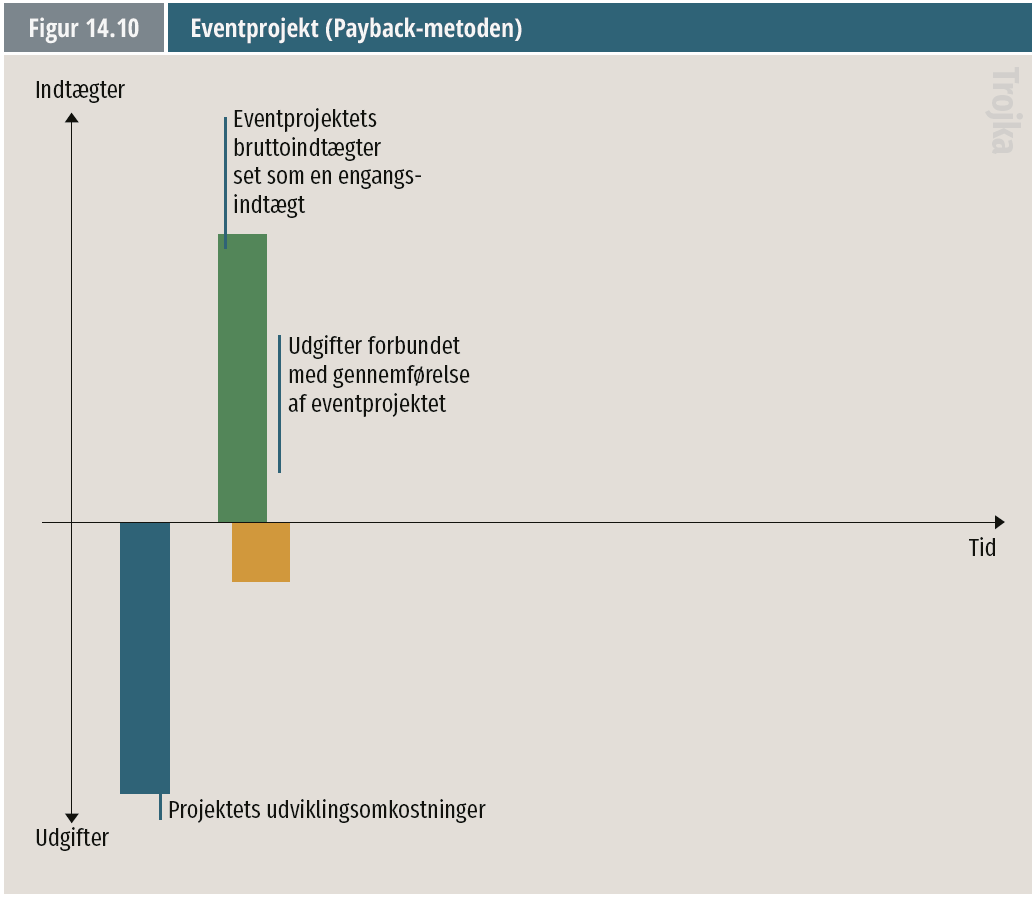 Figur 14.10
Eventprojekt (Payback-metoden)
Trojka
Indtægter
Eventprojektets
bruttoindtægter
set som en engangs-
indtægt
Udgifter forbundet
med gennemførelse
af eventprojektet
Tid
Projektets udviklingsomkostninger
Udgifter